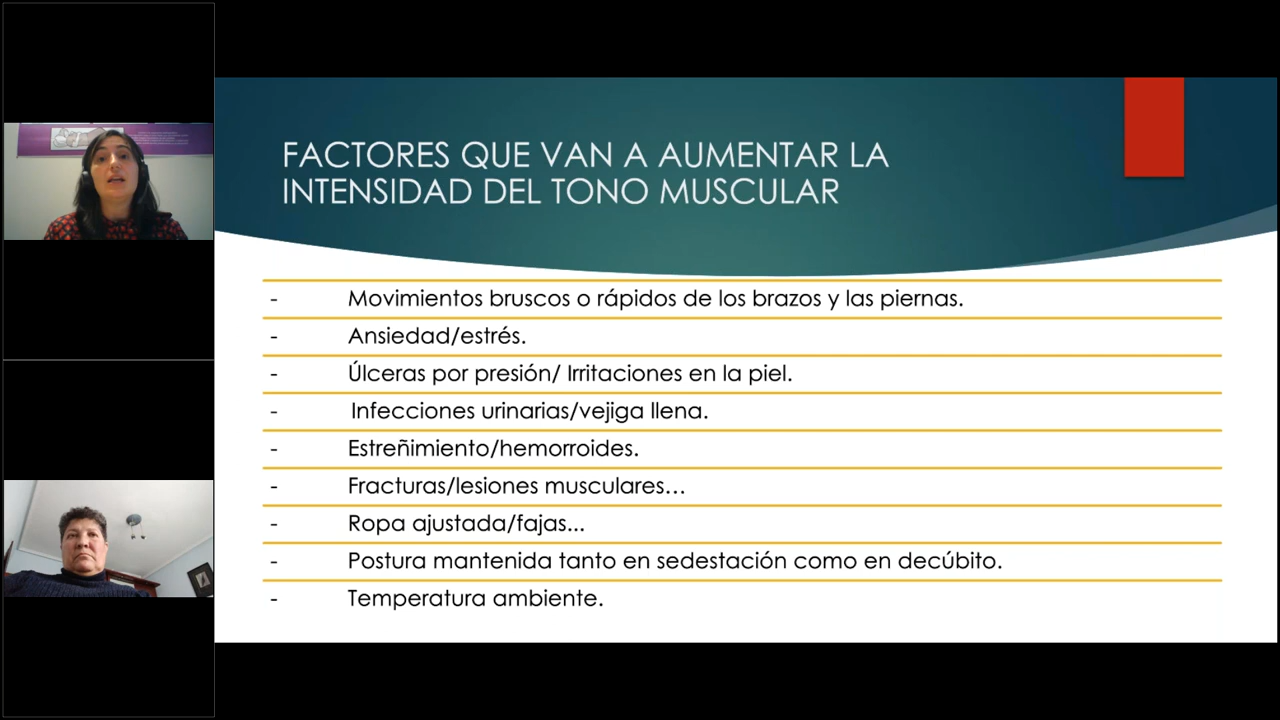 FACTORES QUE VAN A AUMENTAR LA
INTENSIDAD DEL TONO MUSCULAR
- Movimientos bruscos o rápidos de los brazos y las piernas.
- Ansiedad/estrés.
- Úlceras por presión/ Irritaciones en la piel.
- Infecciones urinarias/vejiga llena.
- Estreñimiento/hemorroides.
- Fracturas/lesiones musculares...
- Ropa ajustada/fajas...
- Postura mantenida tanto en sedestación como en decúbito.
- Temperatura ambiente.